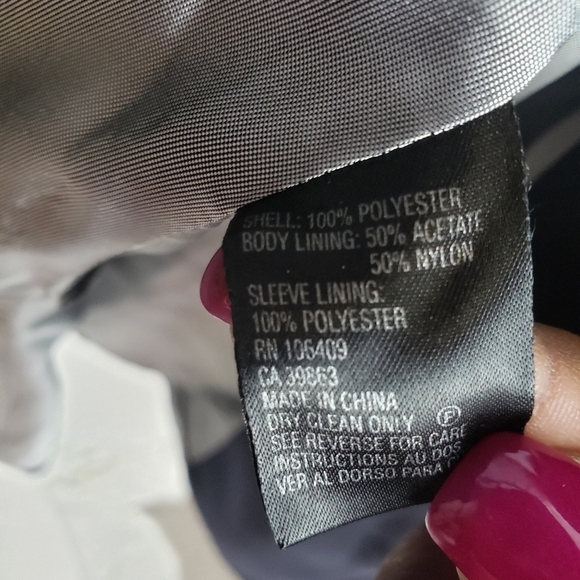 SHELL: 100% POLYESTER
BODY LINING: 50% ACETATE
50% NYLON
SLEEVE LINING:
100% POLYESTER
RN 106409
CA 39863
MADE IN CHINA
DRY CLEAN ONLY Ⓕ
SEE REVERSE FOR CARE
INSTRUCTIONS AU DOS
VER AL DORSO PARA